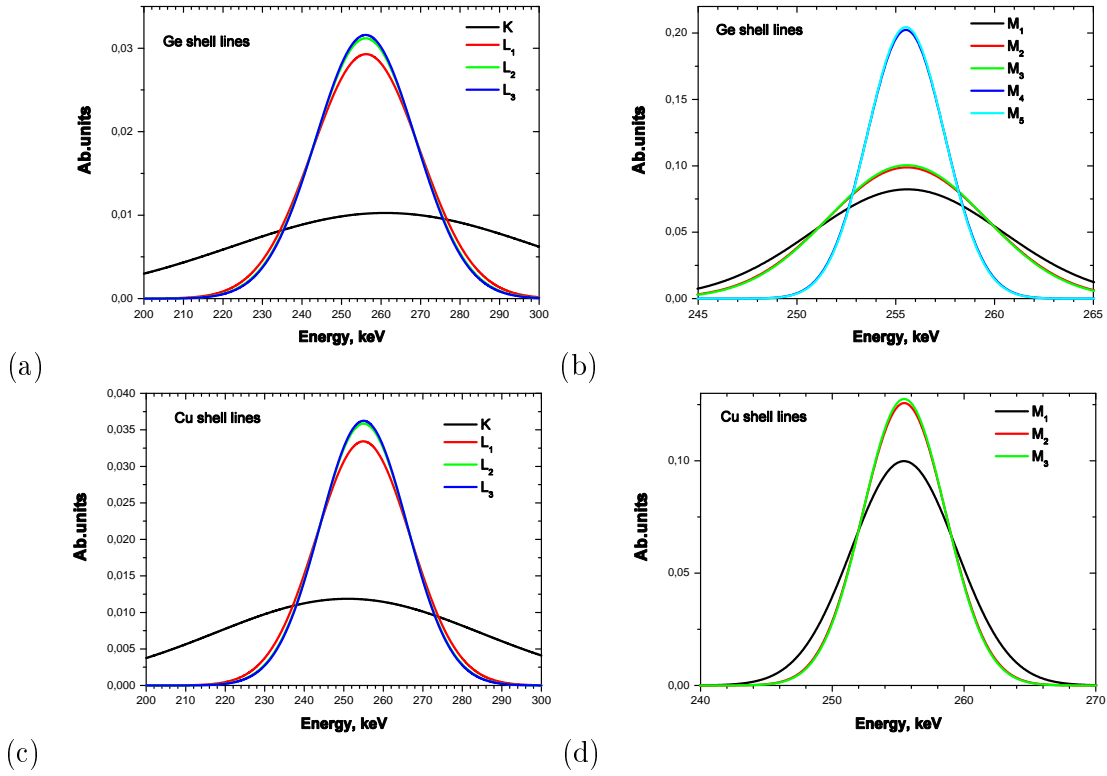 Ge shell lines
K
L1
L2
L3
0,03
0,02
0,01
0,00
Ab.units
200 210 220 230 240 250 260 270 280 290 300
Energy, keV
(a)
Ge shell lines
M1
M2
M3
M4
M5
0,20
0,15
0,10
0,05
0,00
Ab.units
245 250 255 260 265
Energy, keV
(b)
Cu shell lines
K
L1
L2
L3
0,040
0,035
0,030
0,025
0,020
0,015
0,010
0,005
0,000
Ab.units
200 210 220 230 240 250 260 270 280 290 300
Energy, keV
(c)
Cu shell lines
M1
M2
M3
0,10
0,05
0,00
Ab.units
240 250 260 270
Energy, keV
(d)